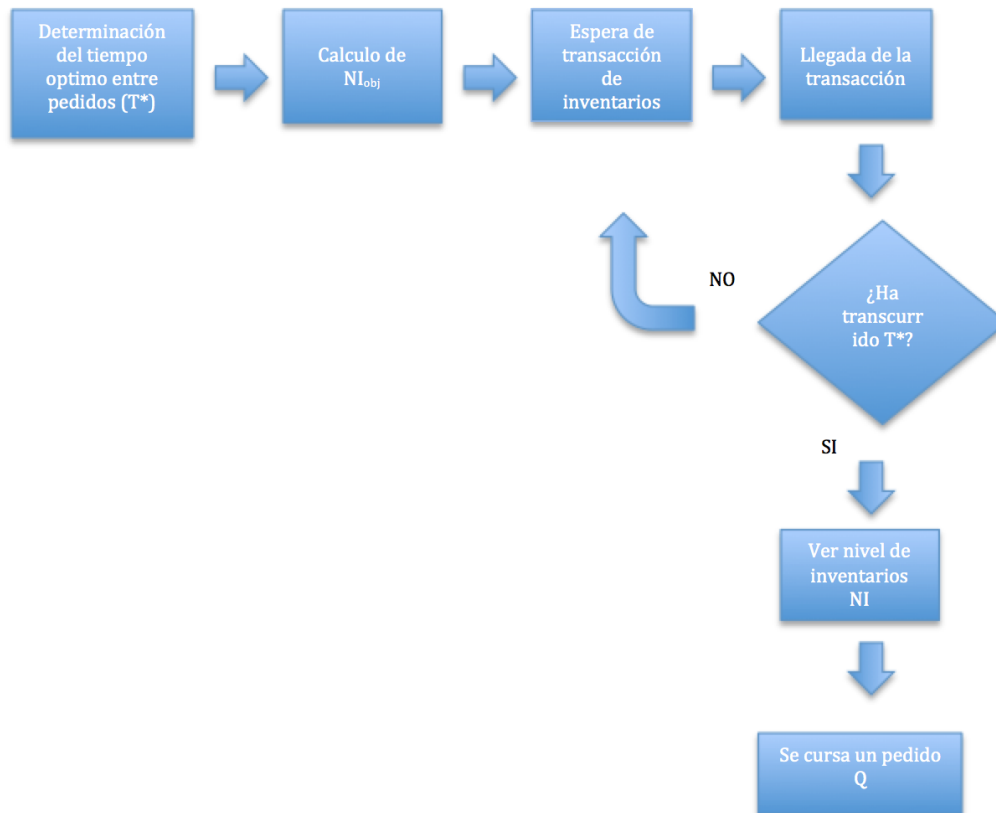 Determinación
del tiempo
optimo entre
pedidos (T*)
Calculo de
NIobj
Espera de
transacción
de
inventarios
Llegada de la
transacción
¿Ha
transcurr
ido T*?
NO
SI
Ver nivel de
inventarios
NI
Se cursa un pedido
Q